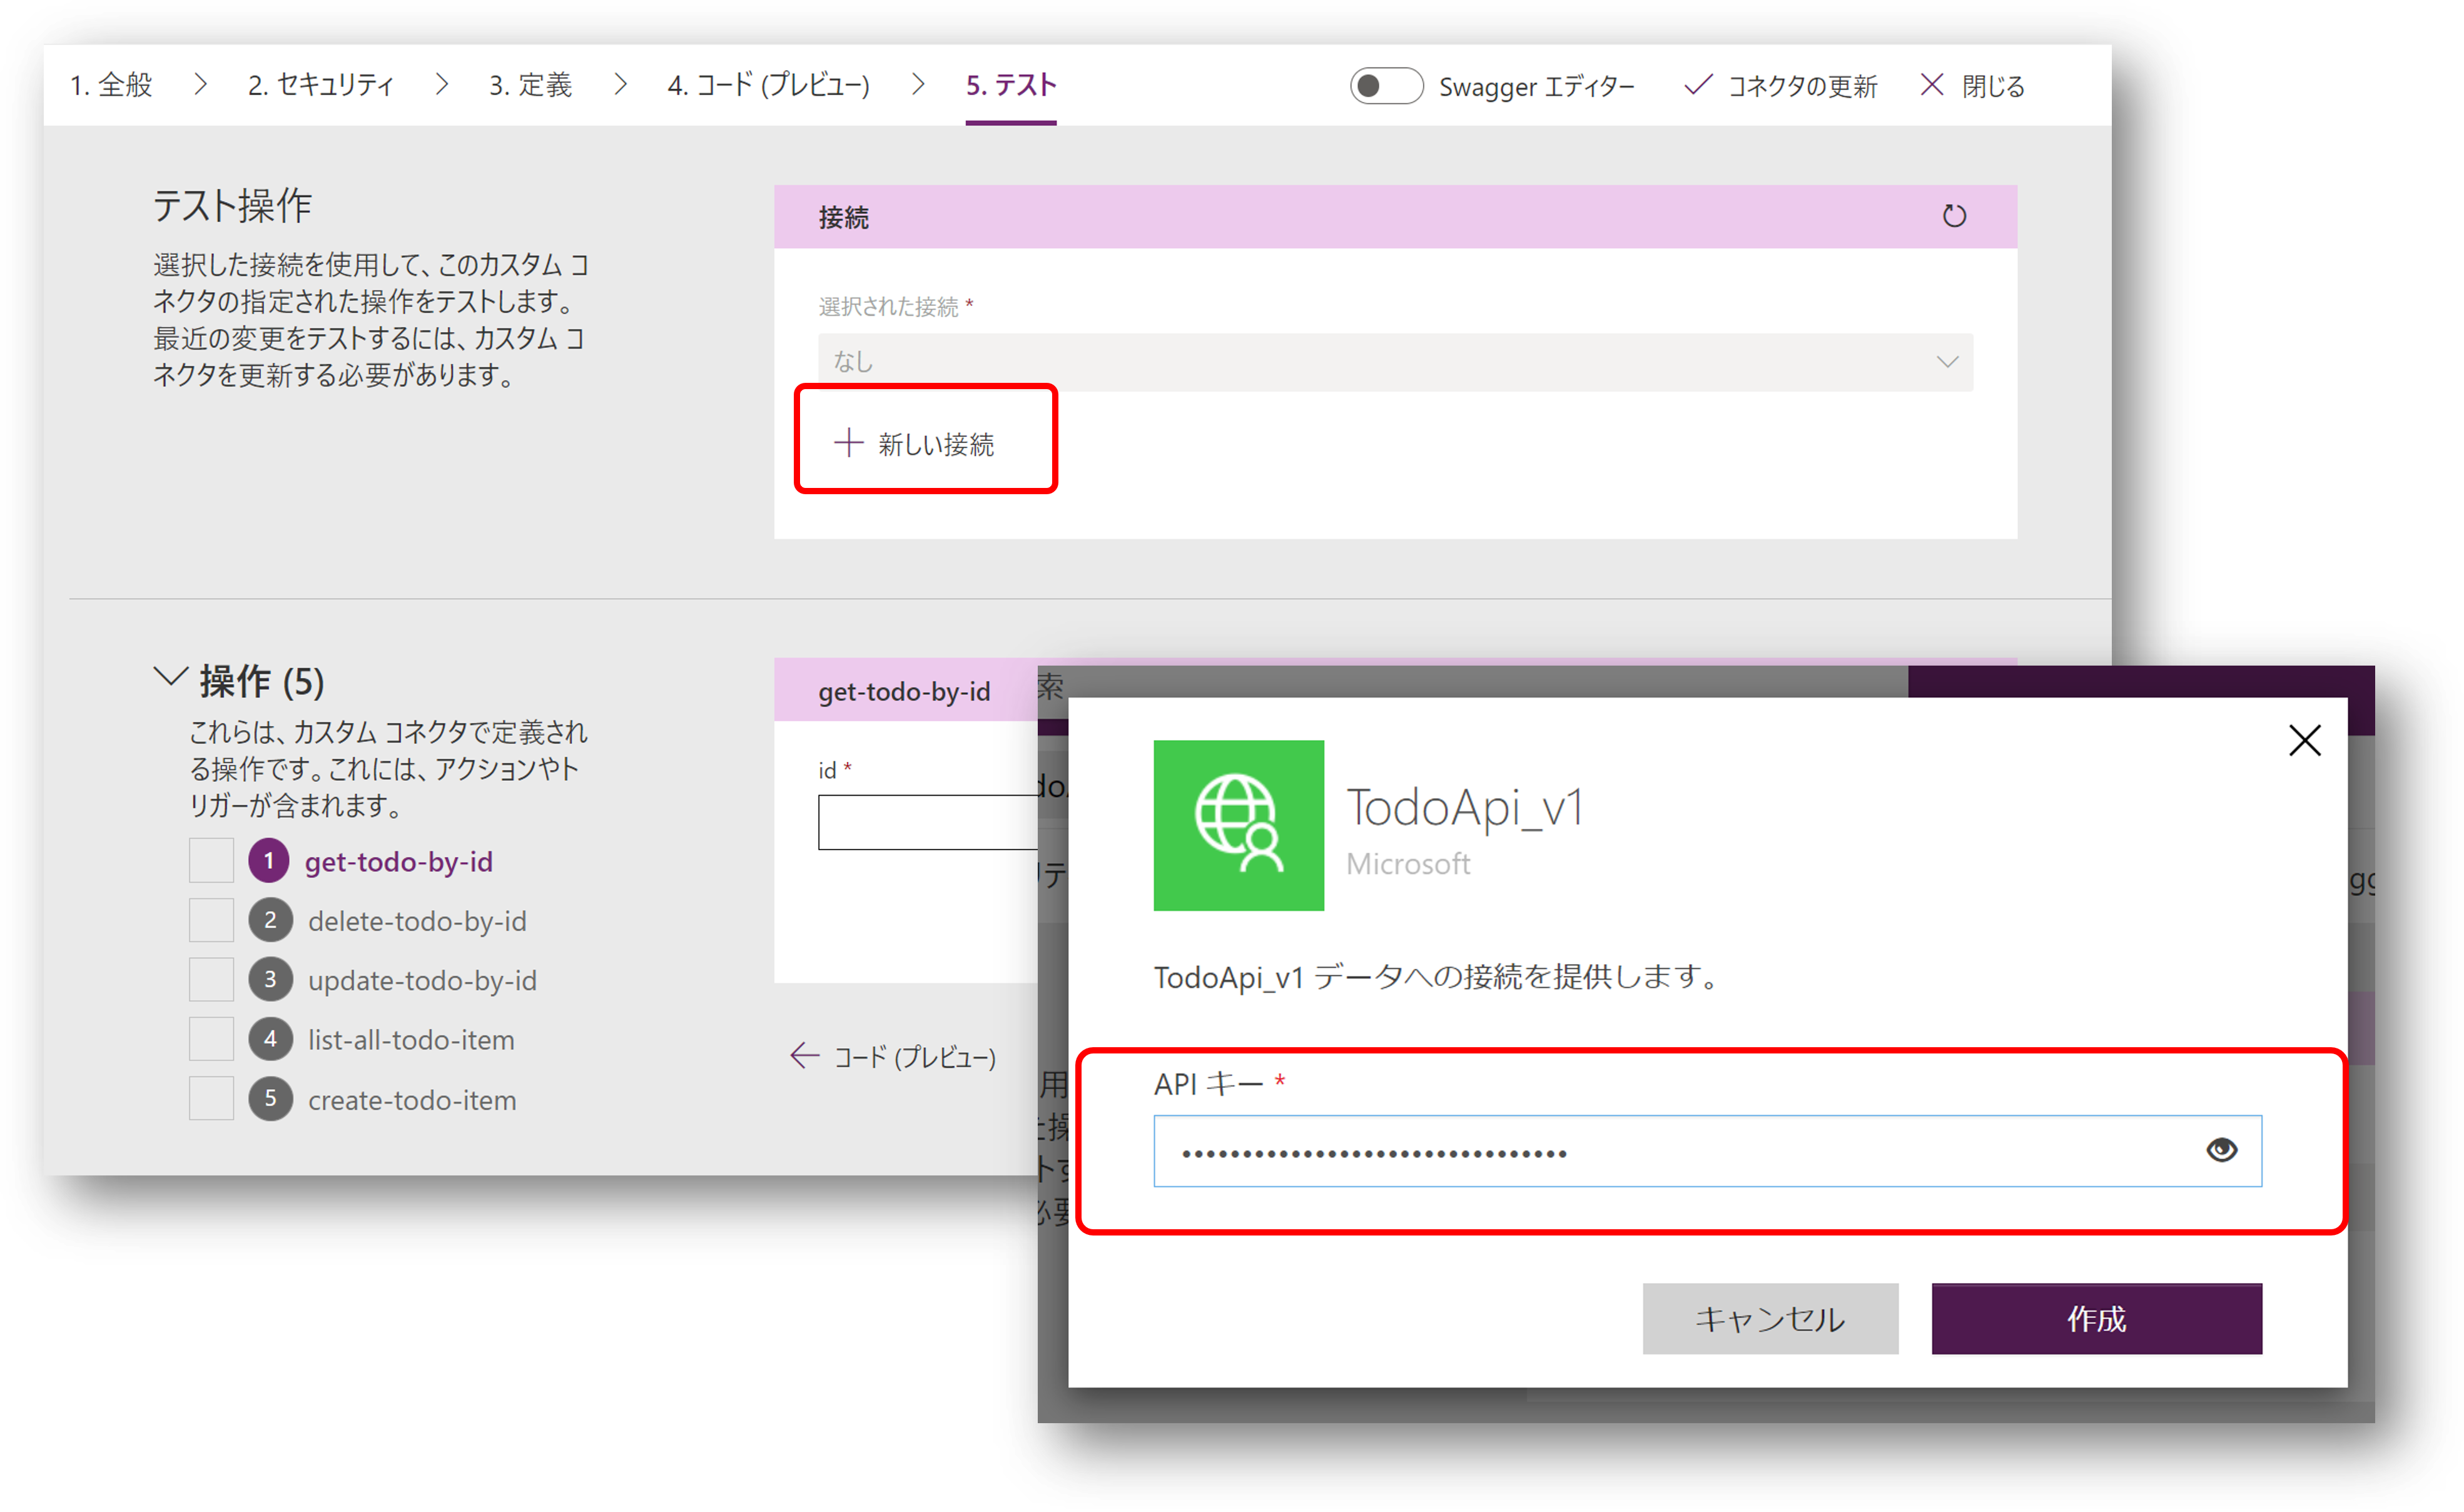 1. 全般
2. セキュリティ
3. 定義
4. コード (プレビュー)
5. テスト
Swagger エディター
コネクタの更新
閉じる
テスト操作
選択した接続を使用して、このカスタム コ
ネクタの指定された操作をテストします。
最近の変更をテストするには、カスタム コ
ネクタを更新する必要があります。
接続
選択された接続 *
なし
新しい接続
操作 (5)
これらは、カスタム コネクタで定義され
る操作です。これには、アクションやト
リガーが含まれます。
1 get-todo-by-id
2 delete-todo-by-id
3 update-todo-by-id
4 list-all-todo-item
5 create-todo-item
get-todo-by-id
id *
コード (プレビュー)
索
TodoApi_v1
Microsoft
TodoApi_v1 データへの接続を提供します。
API キー *
キャンセル
作成